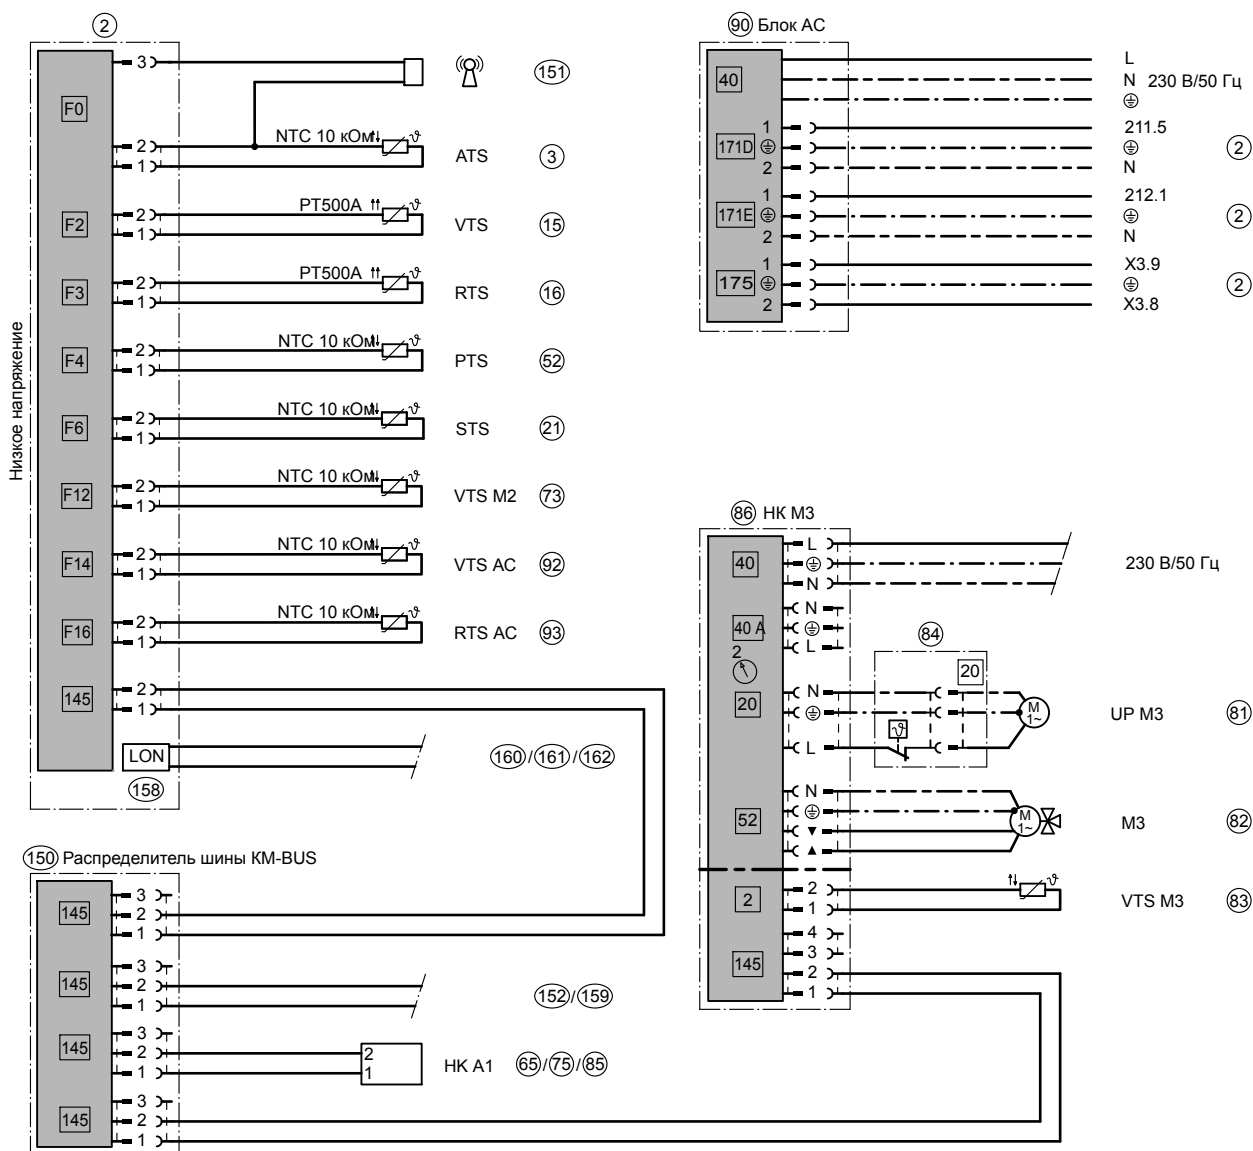 2
Низкое напряжение
F0
3
151
2
NTC 10 кОм
ϑ
1
ATS
3
F2
2
PT500A
ϑ
1
VTS
15
F3
2
PT500A
ϑ
1
RTS
16
F4
2
NTC 10 кОм
ϑ
1
PTS
52
F6
2
NTC 10 кОм
ϑ
1
STS
21
F12
2
NTC 10 кОм
ϑ
1
VTS M2
73
F14
2
NTC 10 кОм
ϑ
1
VTS AC
92
F16
2
NTC 10 кОм
ϑ
1
RTS AC
93
145
2
1
LON
158
160/161/162
150 Распределитель шины KM-BUS
145
3
2
1
145
3
2
1
152/159
145
3
2
1
2
1
НК A1
65/75/85
145
3
2
1
90 Блок AC
40
L
N 230 В/50 Гц
171D
1
2
211.5
N
2
171E
1
2
212.1
N
2
175
1
2
X3.9
X3.8
2
86 НК M3
40
L
N
230 В/50 Гц
40 A
N
L
2
20
N
L
84
20
ϑ
M
1~
UP M3
81
52
N
▼
▲
M
1~
M3
82
2
2
1
ϑ
VTS M3
83
145
4
3
2
1